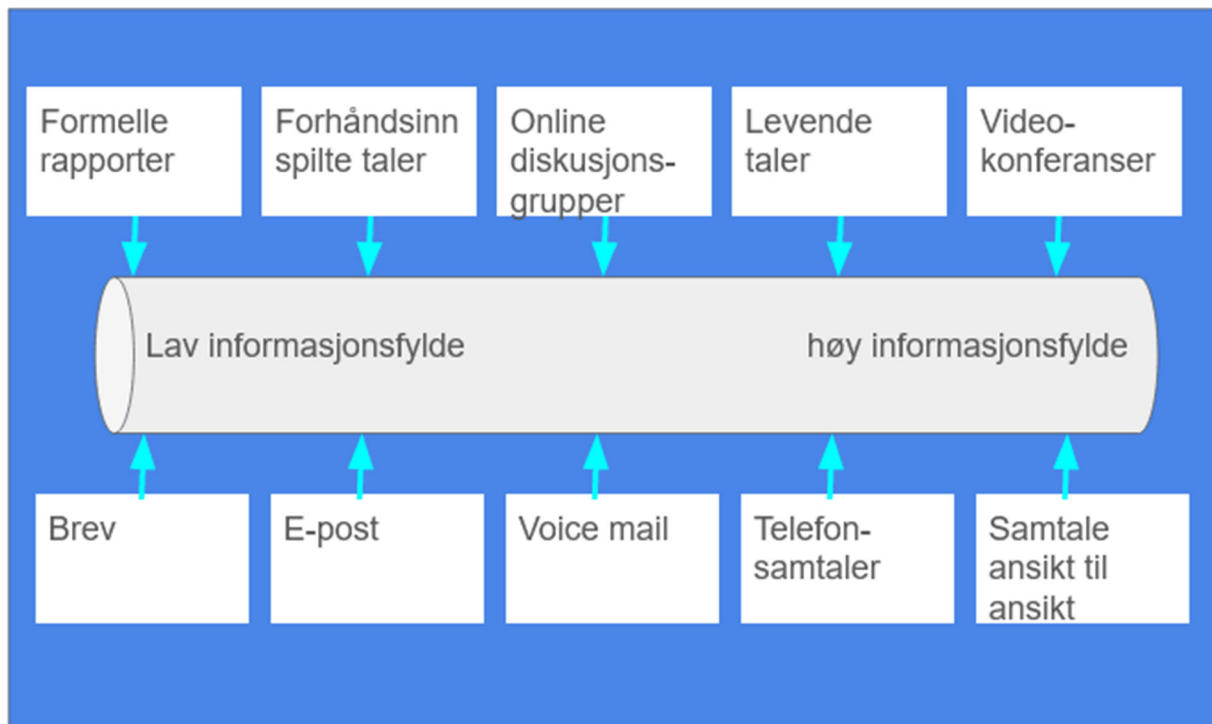 Formelle
rapporter
Forhåndsinn
spilte taler
Online
diskusjons-
grupper
Levende
taler
Video-
konferanser
Lav informasjonsfylde
høy informasjonsfylde
Brev
E-post
Voice mail
Telefon-
samtaler
Samtale
ansikt til
ansikt